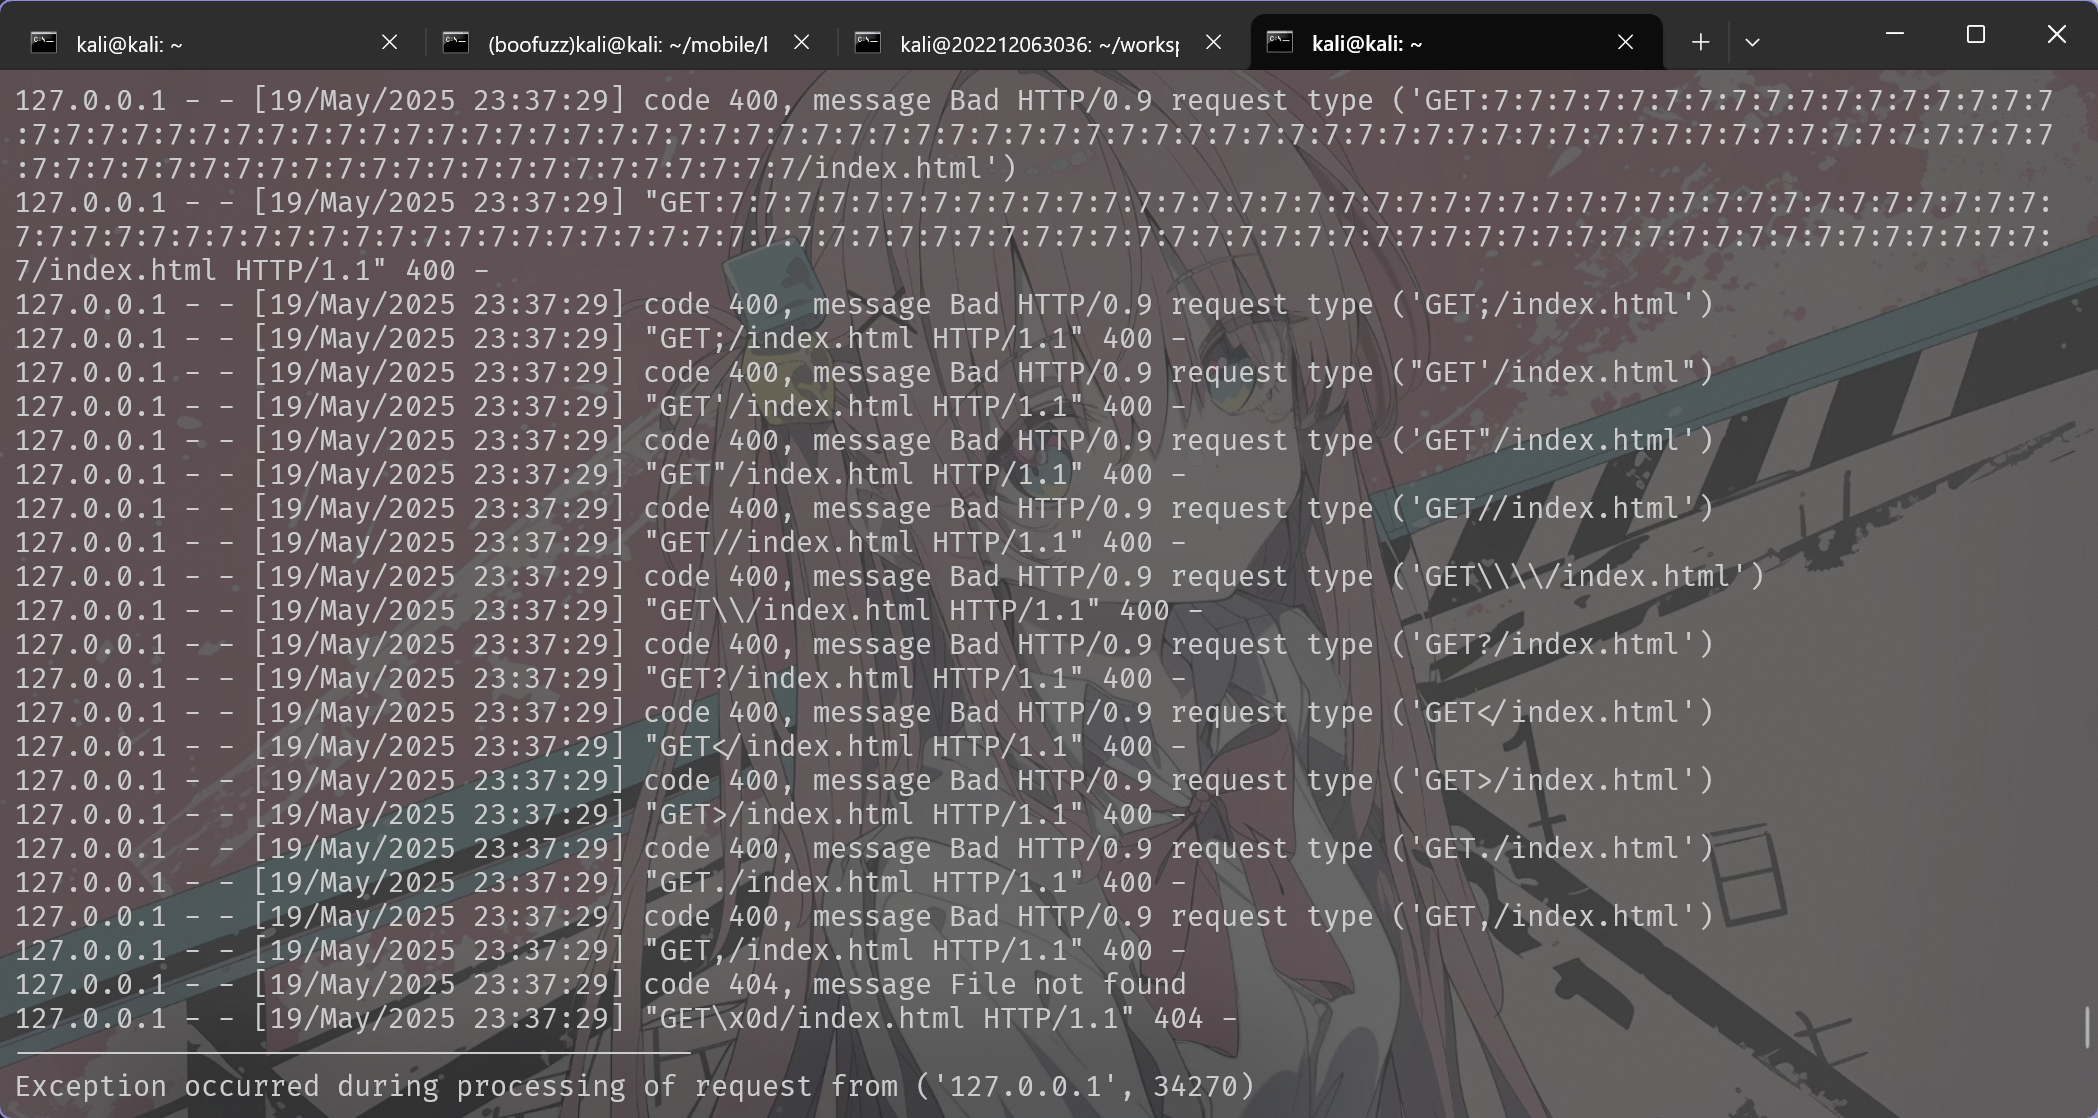 kali@kali: ~
(boofuzz)kali@kali: ~/mobile/l
kali@202212063036: ~/worksp
kali@kali: ~
127.0.0.1 - - [19/May/2025 23:37:29] code 400, message Bad HTTP/0.9 request type ('GET:7:7:7:7:7:7:7:7:7:7:7:7:7:7:7:7:7
:7:7:7:7:7:7:7:7:7:7:7:7:7:7:7:7:7:7:7:7:7:7:7:7:7:7:7:7:7:7:7:7:7:7:7:7:7:7:7:7:7:7:7:7:7:7:7:7:7:7:7:7:7:7:7:7:7:7:7:7
:7:7:7:7:7:7:7:7:7:7:7:7:7:7:7:7:7:7:7:7:7:7:7/index.html')
127.0.0.1 - - [19/May/2025 23:37:29] "GET:7:7:7:7:7:7:7:7:7:7:7:7:7:7:7:7:7:7:7:7:7:7:7:7:7:7:7:7:7:7:7:7:7:7:7:7:7:7:7:
7:7:7:7:7:7:7:7:7:7:7:7:7:7:7:7:7:7:7:7:7:7:7:7:7:7:7:7:7:7:7:7:7:7:7:7:7:7:7:7:7:7:7:7:7:7:7:7:7:7:7:7:7:7:7:7:7:7:7:7:
7/index.html HTTP/1.1" 400 -
127.0.0.1 - - [19/May/2025 23:37:29] code 400, message Bad HTTP/0.9 request type ('GET;/index.html')
127.0.0.1 - - [19/May/2025 23:37:29] "GET;/index.html HTTP/1.1" 400 -
127.0.0.1 - - [19/May/2025 23:37:29] code 400, message Bad HTTP/0.9 request type ("GET'/index.html")
127.0.0.1 - - [19/May/2025 23:37:29] "GET'/index.html HTTP/1.1" 400 -
127.0.0.1 - - [19/May/2025 23:37:29] code 400, message Bad HTTP/0.9 request type ('GET"/index.html')
127.0.0.1 - - [19/May/2025 23:37:29] "GET"/index.html HTTP/1.1" 400 -
127.0.0.1 - - [19/May/2025 23:37:29] code 400, message Bad HTTP/0.9 request type ('GET//index.html')
127.0.0.1 - - [19/May/2025 23:37:29] "GET//index.html HTTP/1.1" 400 -
127.0.0.1 - - [19/May/2025 23:37:29] code 400, message Bad HTTP/0.9 request type ('GET\\\\/index.html')
127.0.0.1 - - [19/May/2025 23:37:29] "GET\\/index.html HTTP/1.1" 400 -
127.0.0.1 - - [19/May/2025 23:37:29] code 400, message Bad HTTP/0.9 request type ('GET?/index.html')
127.0.0.1 - - [19/May/2025 23:37:29] "GET?/index.html HTTP/1.1" 400 -
127.0.0.1 - - [19/May/2025 23:37:29] code 400, message Bad HTTP/0.9 request type ('GET</index.html')
127.0.0.1 - - [19/May/2025 23:37:29] "GET</index.html HTTP/1.1" 400 -
127.0.0.1 - - [19/May/2025 23:37:29] code 400, message Bad HTTP/0.9 request type ('GET>/index.html')
127.0.0.1 - - [19/May/2025 23:37:29] "GET>/index.html HTTP/1.1" 400 -
127.0.0.1 - - [19/May/2025 23:37:29] code 400, message Bad HTTP/0.9 request type ('GET./index.html')
127.0.0.1 - - [19/May/2025 23:37:29] "GET./index.html HTTP/1.1" 400 -
127.0.0.1 - - [19/May/2025 23:37:29] code 400, message Bad HTTP/0.9 request type ('GET,/index.html')
127.0.0.1 - - [19/May/2025 23:37:29] "GET,/index.html HTTP/1.1" 400 -
127.0.0.1 - - [19/May/2025 23:37:29] code 404, message File not found
127.0.0.1 - - [19/May/2025 23:37:29] "GET\x0d/index.html HTTP/1.1" 404 -
----------------------------------------
Exception occurred during processing of request from ('127.0.0.1', 34270)